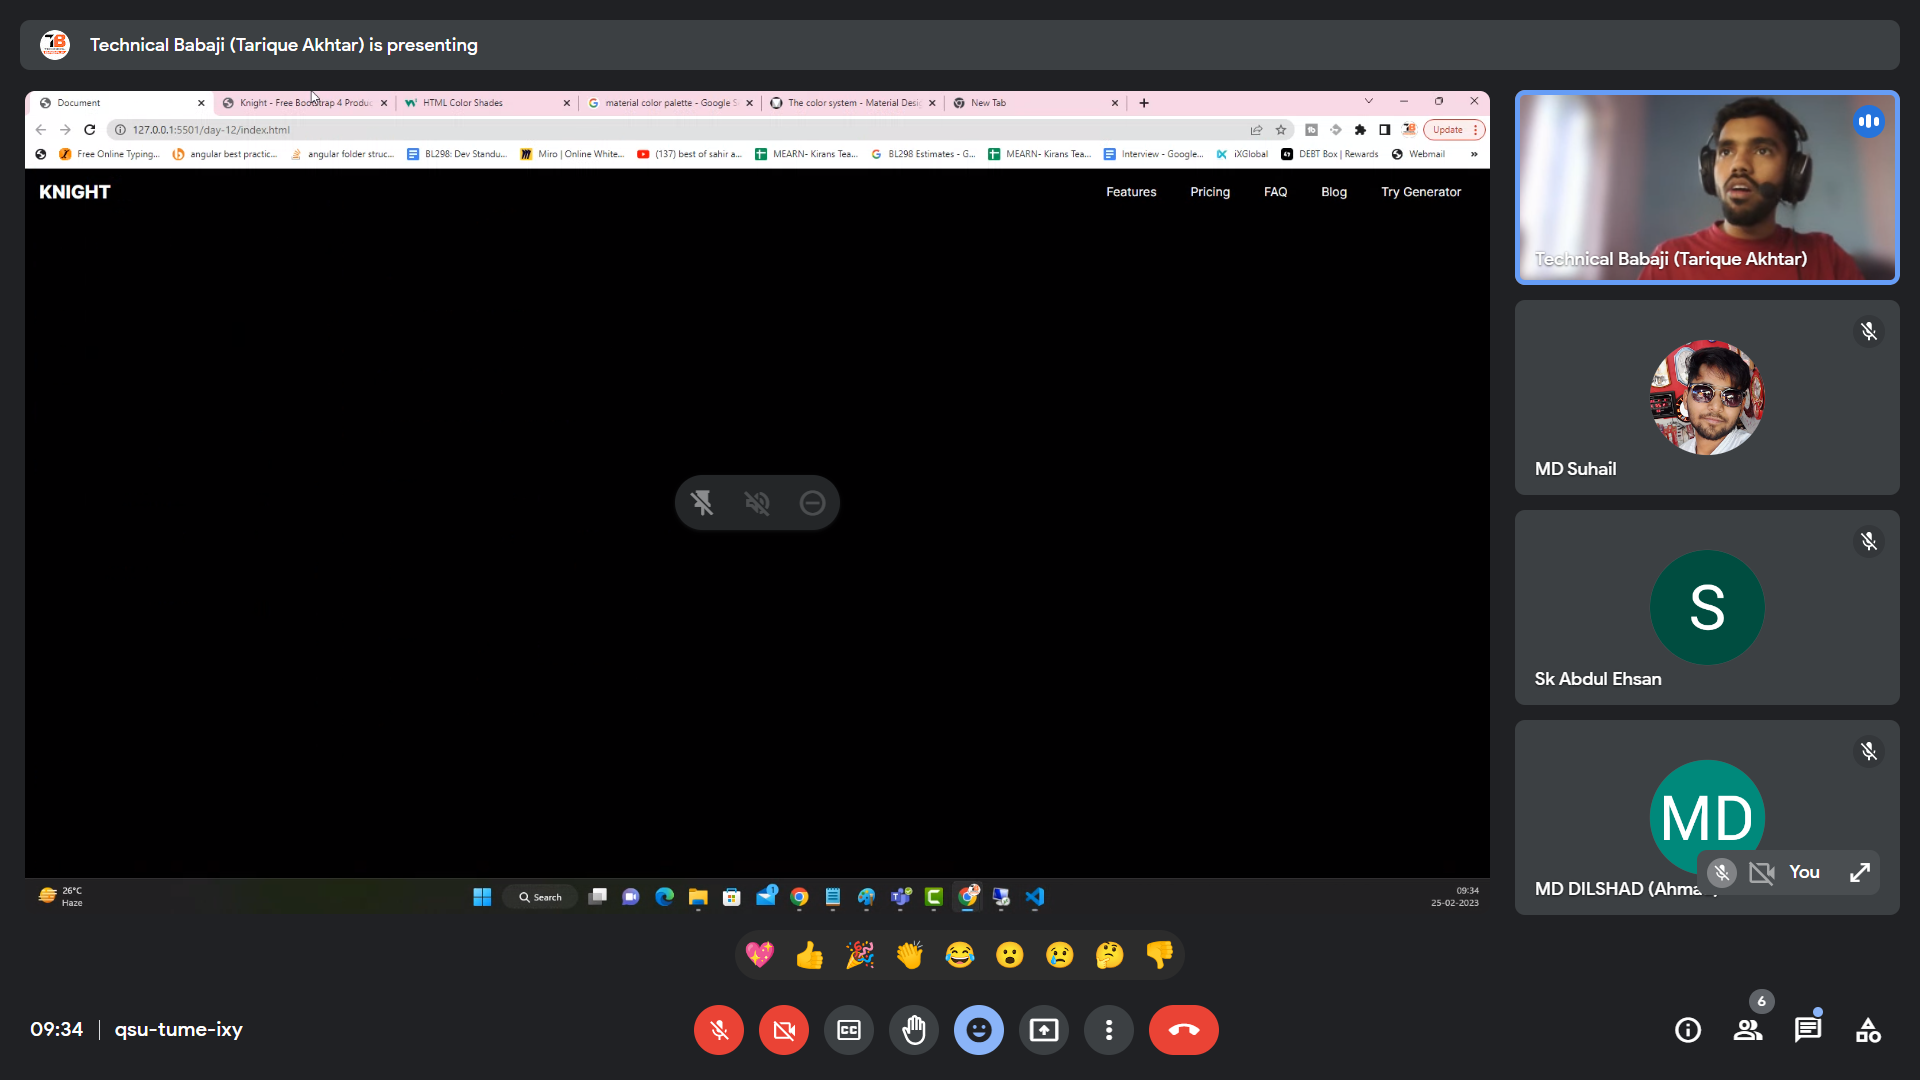 Technical Babaji (Tarique Akhtar) is presenting
Document
Knight - Free Bootstrap 4 Produc
HTML Color Shades
material color palette - Google S
The color system - Material Desig
New Tab
127.0.0.1:5501/day-12/index.html
Update
Free Online Typing...
angular best practic...
angular folder struc...
BL298: Dev Standu...
Miro | Online White...
(137) best of sahir a...
MEARN- Kirans Tea...
BL298 Estimates - G...
MEARN- Kirans Tea...
Interview - Google...
iXGlobal
DEBT Box | Rewards
Webmail
»
KNIGHT
Features
Pricing
FAQ
Blog
Try Generator
Technical Babaji (Tarique Akhtar)
MD Suhail
S
Sk Abdul Ehsan
MD
You
MD DILSHAD (Ahma
26°C
Haze
Search
1
09:34
25-02-2023
09:34 | qsu-tume-ixy
CC
6